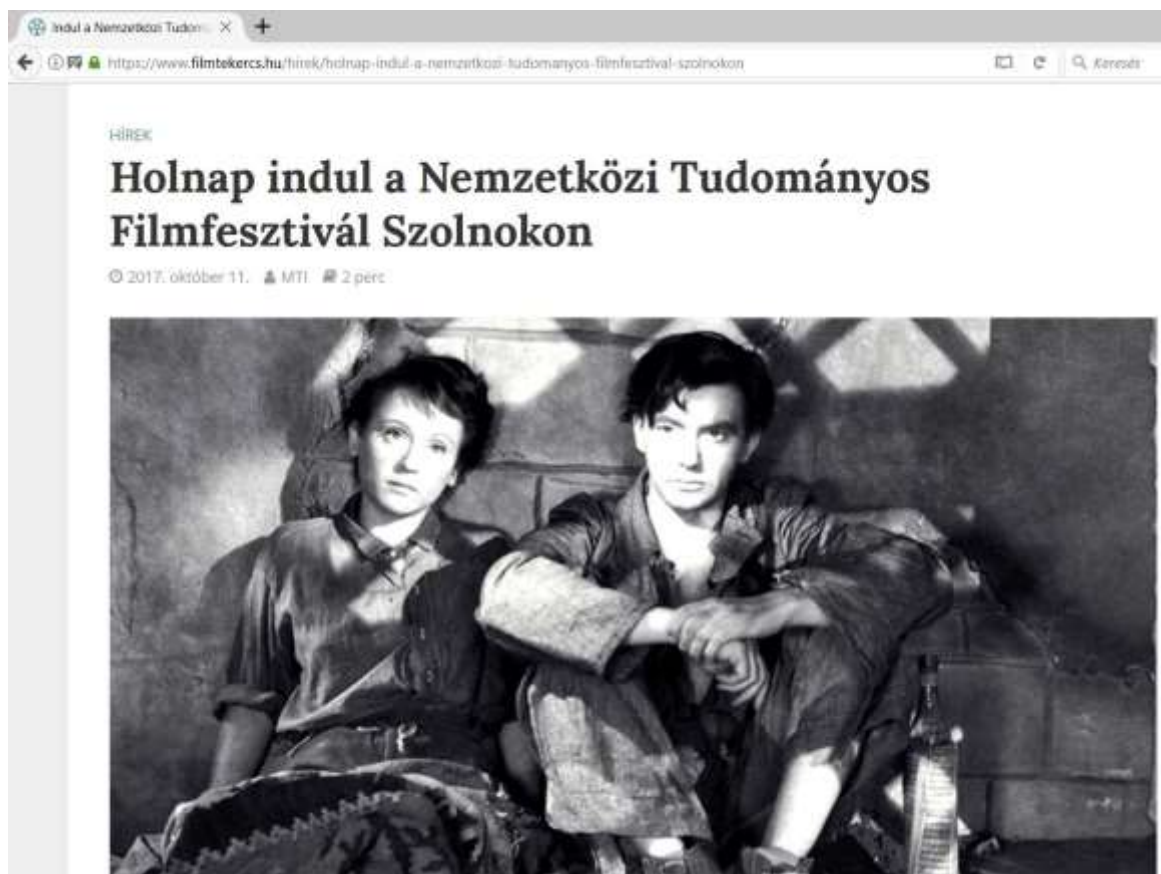 Indul a Nemzetközi Tudom
https://www.filmtekercs.hu/hirek/holnap-indul-a-nemzetkozi-tudomanyos-filmfesztival-szolnokon
Keresés
HÍREK
Holnap indul a Nemzetközi Tudományos
Filmfesztivál Szolnokon
2017. október 11. MTI 2 perc